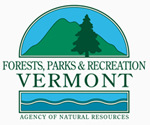 FORESTS, PARKS & RECREATION
VERMONT
AGENCY OF NATURAL RESOURCES